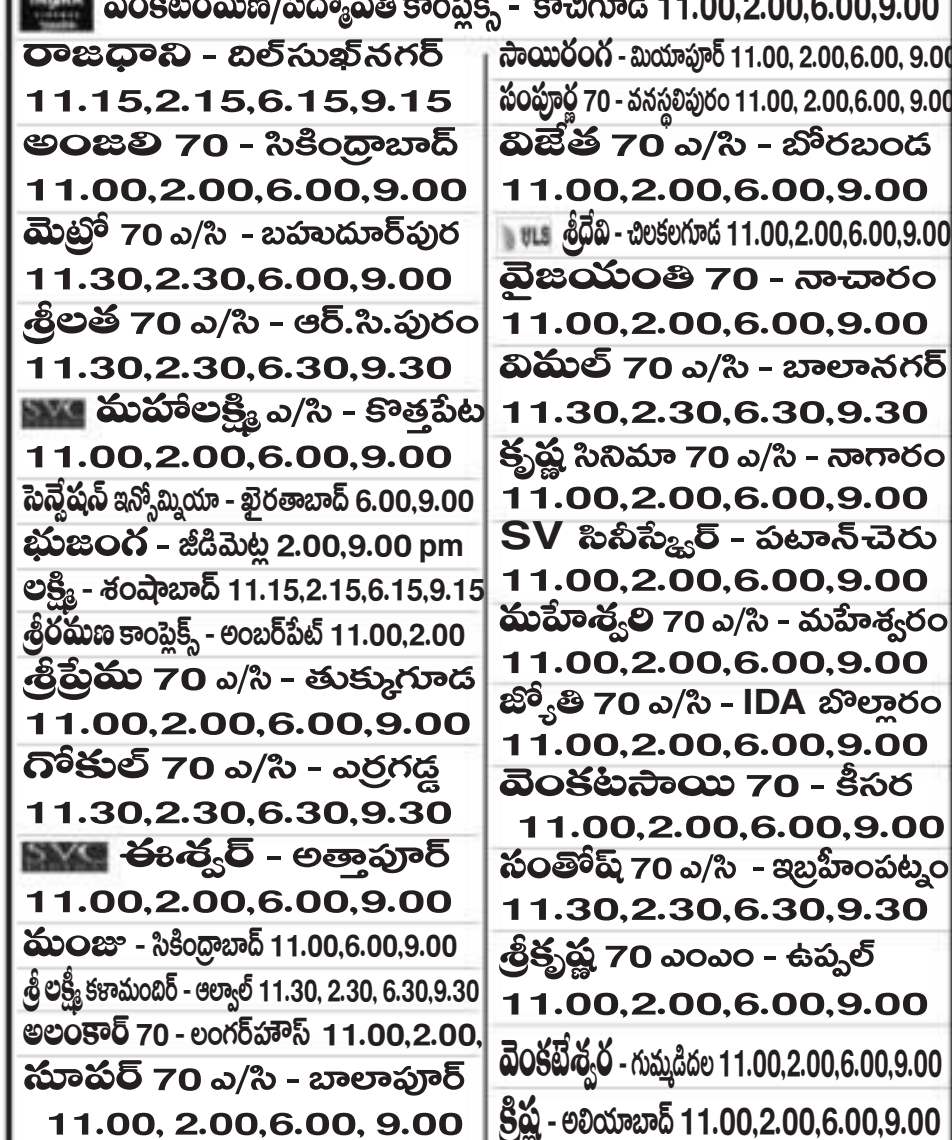 వెంకటరమణ/పద్మావతి కాంప్లెక్స్ - కాచిగూడ 11.00,2.00,6.00,9.00
రాజధాని - దిల్‌సుఖ్‌నగర్
11.15,2.15,6.15,9.15
అంజలి 70 - సికింద్రాబాద్
11.00,2.00,6.00,9.00
మెట్రో 70 ఎ/సి - బహుదూర్‌పుర
11.30,2.30,6.00,9.00
శ్రీలత 70 ఎ/సి - ఆర్.సి.పురం
11.30,2.30,6.30,9.30
SVC మహాలక్ష్మి ఎ/సి - కొత్తపేట
11.00,2.00,6.00,9.00
సెన్సేషన్ ఇన్సోమ్నియా - ఖైరతాబాద్ 6.00,9.00
భుజంగ - జీడిమెట్ల 2.00,9.00 pm
లక్ష్మి - శంషాబాద్ 11.15,2.15,6.15,9.15
శ్రీరమణ కాంప్లెక్స్ - అంబర్‌పేట్ 11.00,2.00
శ్రీప్రేమ 70 ఎ/సి - తుక్కుగూడ
11.00,2.00,6.00,9.00
గోకుల్ 70 ఎ/సి - ఎర్రగడ్డ
11.30,2.30,6.30,9.30
SVC ఈశ్వర్ - అత్తాపూర్
11.00,2.00,6.00,9.00
మంజు - సికింద్రాబాద్ 11.00,6.00,9.00
శ్రీ లక్ష్మీ కళామందిర్ - ఆల్వాల్ 11.30, 2.30, 6.30,9.30
అలంకార్ 70 - లంగర్‌హౌస్ 11.00,2.00,
సూపర్ 70 ఎ/సి - బాలాపూర్
11.00, 2.00,6.00, 9.00
సాయిరంగ - మియాపూర్ 11.00, 2.00,6.00, 9.00
సంపూర్ణ 70 - వనస్థలిపురం 11.00, 2.00,6.00, 9.00
విజేత 70 ఎ/సి - బోరబండ
11.00,2.00,6.00,9.00
VLS శ్రీదేవి - చిలకలగూడ 11.00,2.00,6.00,9.00
వైజయంతి 70 - నాచారం
11.00,2.00,6.00,9.00
విమల్ 70 ఎ/సి - బాలానగర్
11.30,2.30,6.30,9.30
కృష్ణ సినిమా 70 ఎ/సి - నాగారం
11.00,2.00,6.00,9.00
SV సినీస్క్వేర్ - పటాన్‌చెరు
11.00,2.00,6.00,9.00
మహేశ్వరి 70 ఎ/సి - మహేశ్వరం
11.00,2.00,6.00,9.00
జ్యోతి 70 ఎ/సి - IDA బొల్లారం
11.00,2.00,6.00,9.00
వెంకటసాయి 70 - కీసర
11.00,2.00,6.00,9.00
సంతోష్ 70 ఎ/సి - ఇబ్రహీంపట్నం
11.30,2.30,6.30,9.30
శ్రీకృష్ణ 70 ఎంఎం - ఉప్పల్
11.00,2.00,6.00,9.00
వెంకటేశ్వర - గుమ్మడిదల 11.00,2.00,6.00,9.00
క్రిష్ణ - అలియాబాద్ 11.00,2.00,6.00,9.00